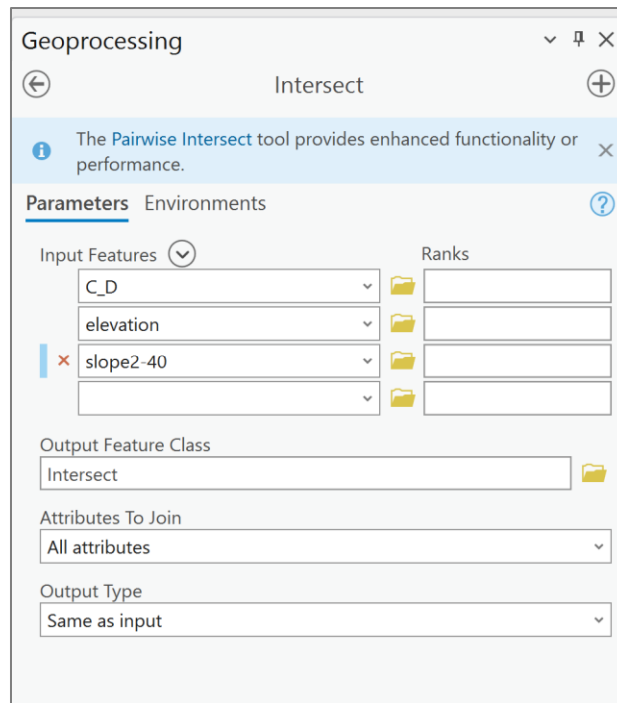 Geoprocessing
Intersect
The Pairwise Intersect tool provides enhanced functionality or
performance.
Parameters Environments
Input Features Ranks
C_D
elevation
slope2-40
Output Feature Class
Intersect
Attributes To Join
All attributes
Output Type
Same as input